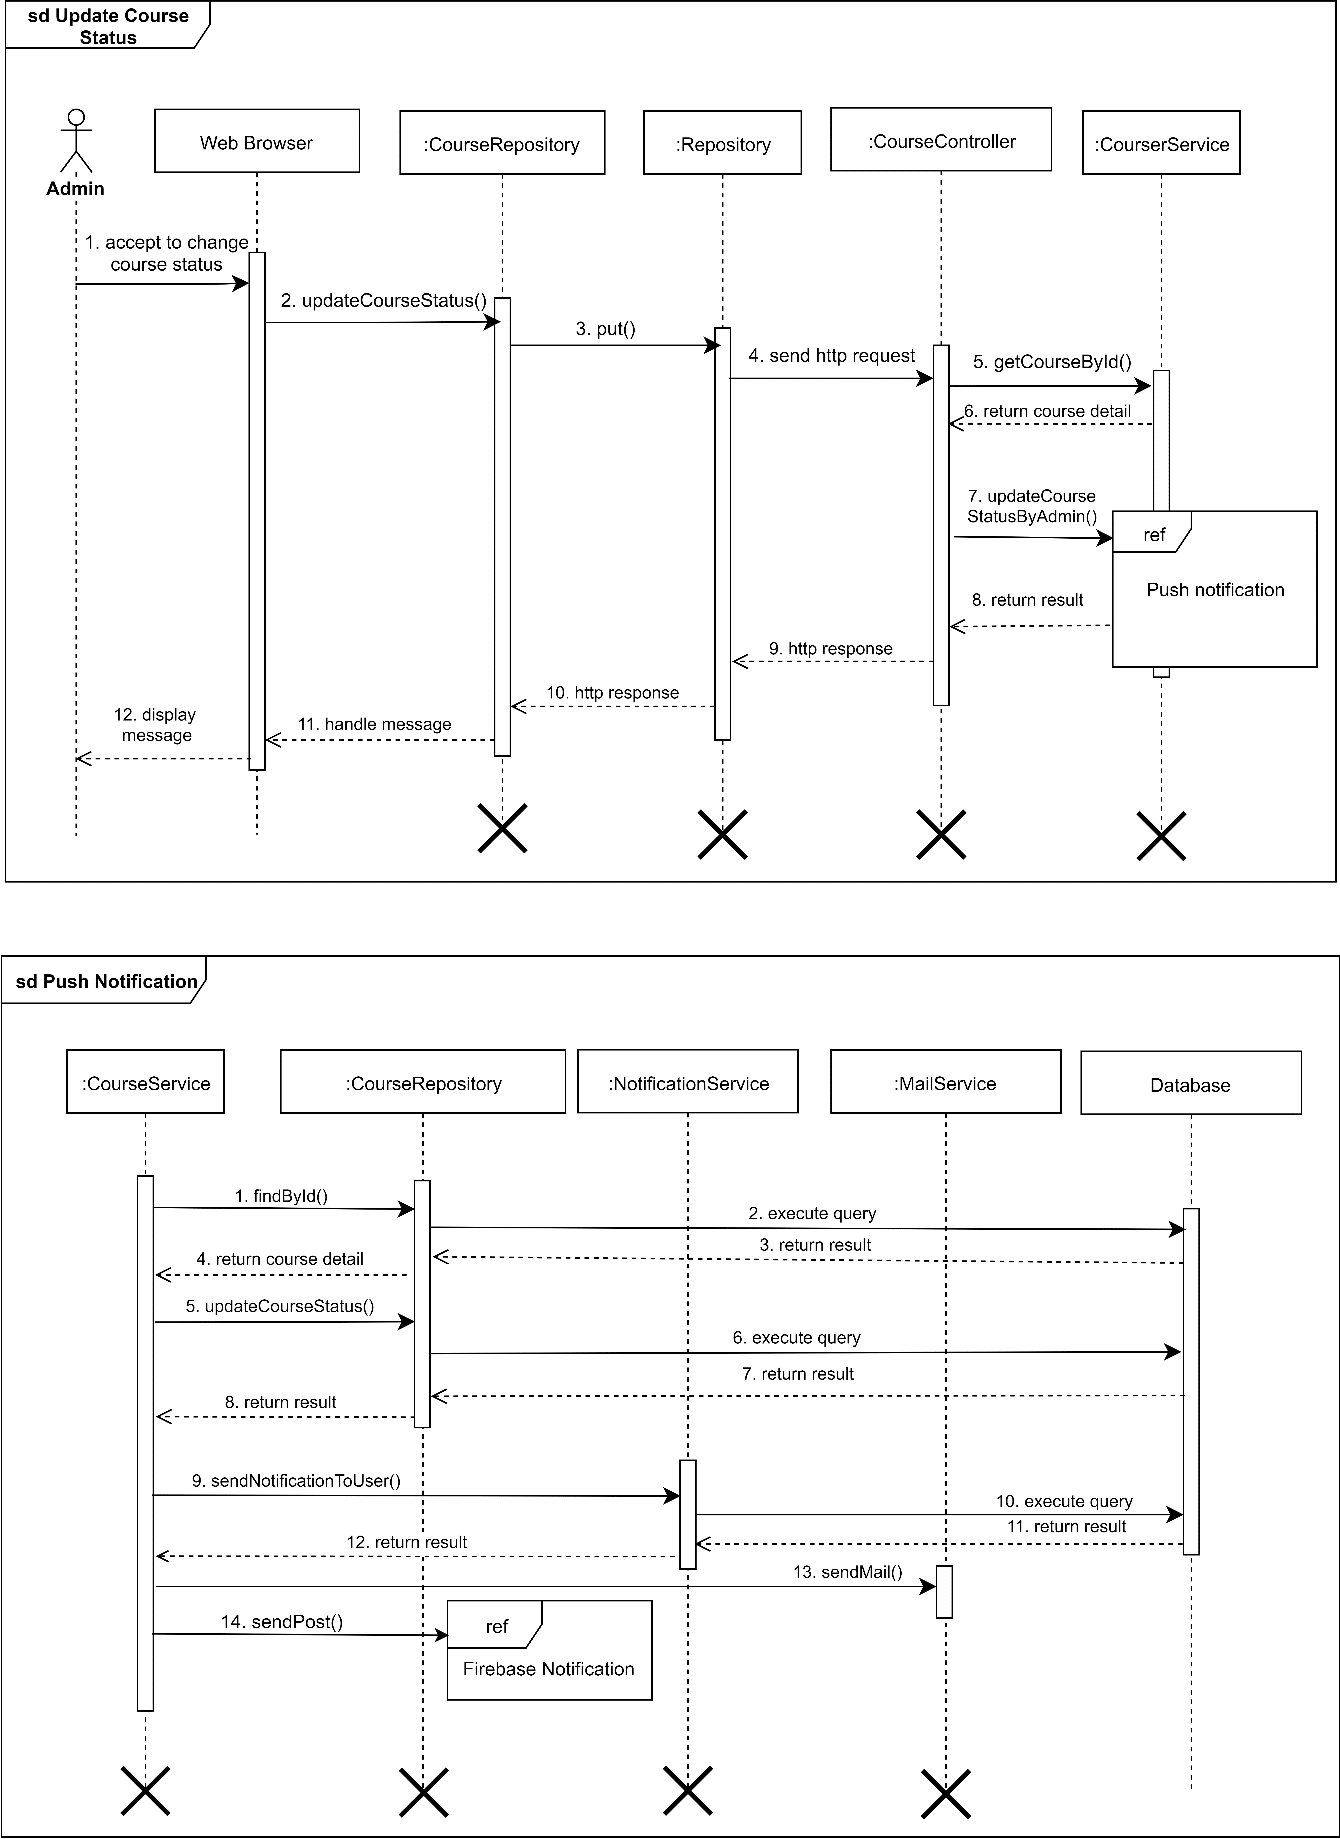 sd Update Course
Status
Admin
Web Browser
:CourseRepository
:Repository
:CourseController
:CourserService
1. accept to change
course status
2. updateCourseStatus()
3. put()
4. send http request
5. getCourseById()
6. return course detail
7. updateCourse
StatusByAdmin()
ref
Push notification
8. return result
9. http response
10. http response
11. handle message
12. display
message
sd Push Notification
:CourseService
:CourseRepository
:NotificationService
:MailService
Database
1. findById()
2. execute query
3. return result
4. return course detail
5. updateCourseStatus()
6. execute query
7. return result
8. return result
9. sendNotificationToUser()
10. execute query
11. return result
12. return result
13. sendMail()
14. sendPost()
ref
Firebase Notification